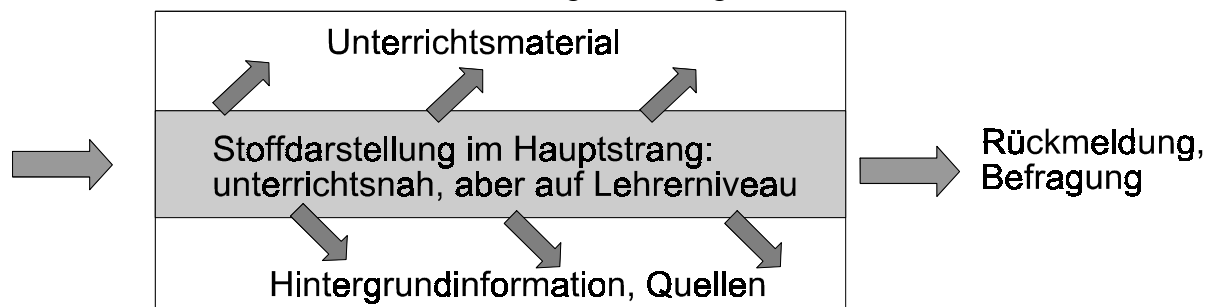 Unterrichtsmaterial
Stoffdarstellung im Hauptstrang:
unterrichtsnah, aber auf Lehrerniveau
Rückmeldung,
Befragung
Hintergrundinformation, Quellen